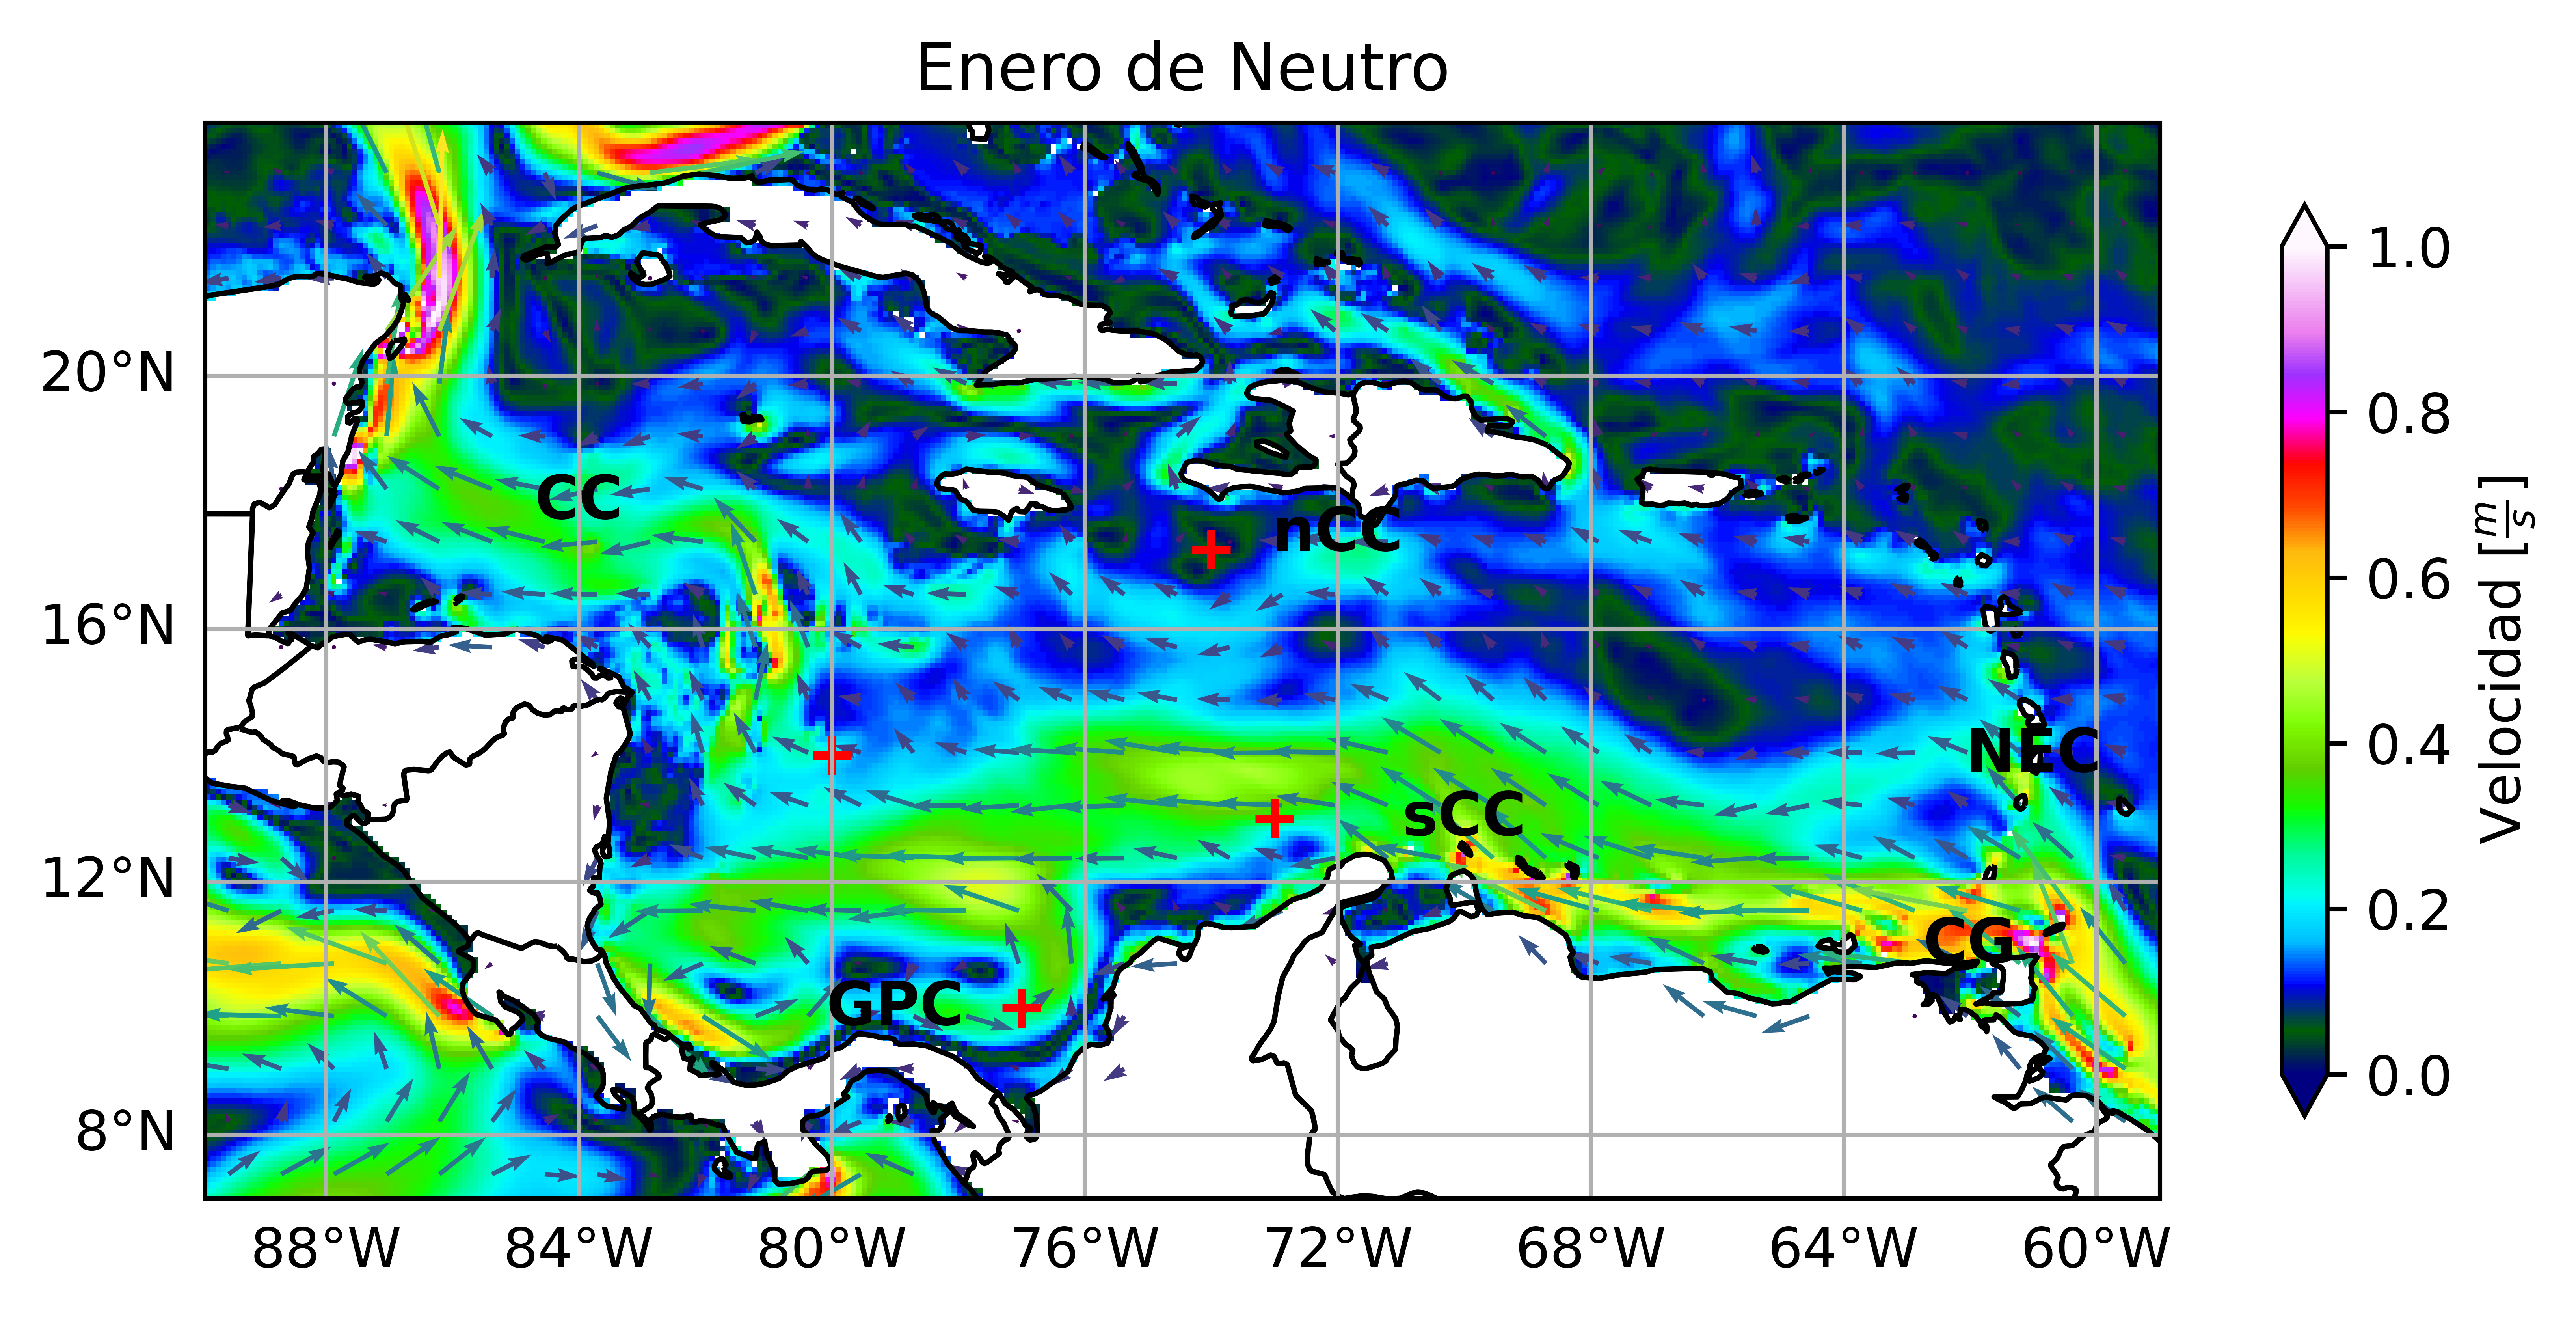 Enero de Neutro
20°N
16°N
12°N
8°N
88°W
84°W
80°W
76°W
72°W
68°W
64°W
60°W
CC
nCC
NEC
sCC
CG
GPC
1.0
0.8
0.6
0.4
0.2
0.0
Velocidad [m/s]